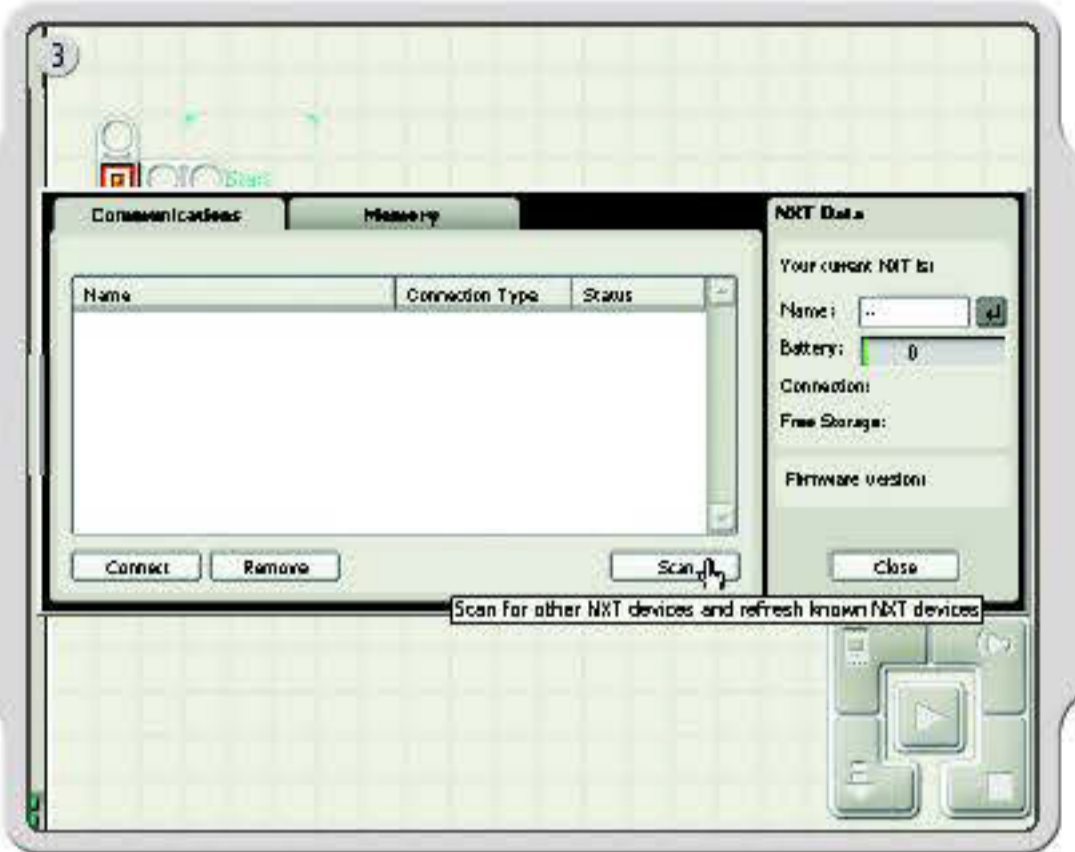 3
Start
Communications
Memory
NXT Data
Your current NXT is:
Name
Connection Type
Status
Name:
--
Battery:
0
Connection:
Free Storage:
Firmware version:
Connect
Remove
Scan
Close
Scan for other NXT devices and refresh known NXT devices